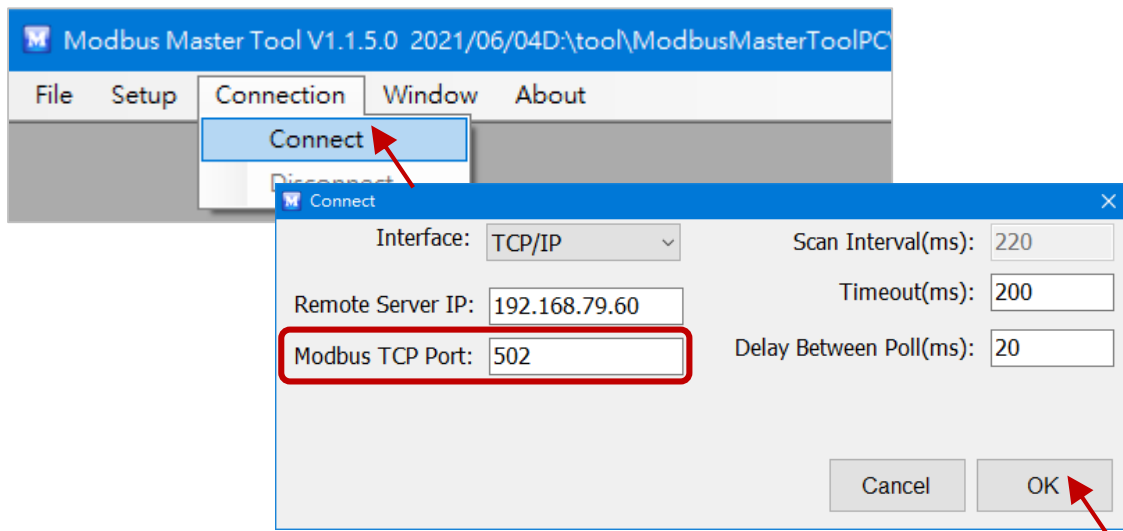 Modbus Master Tool V1.1.5.0 2021/06/04D:\tool\ModbusMasterToolPC
File Setup Connection Window About
Connect
Disconnect
Connect
Interface: TCP/IP
Scan Interval(ms): 220
Remote Server IP: 192.168.79.60
Timeout(ms): 200
Modbus TCP Port: 502
Delay Between Poll(ms): 20
Cancel OK